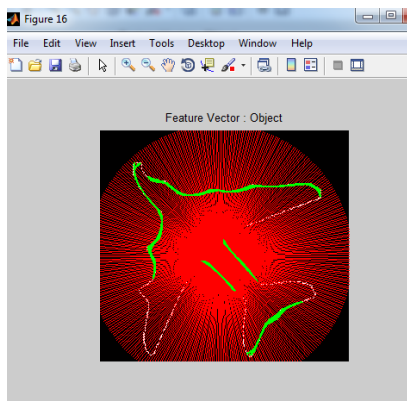 Figure 16
File Edit View Insert Tools Desktop Window Help
Feature Vector : Object